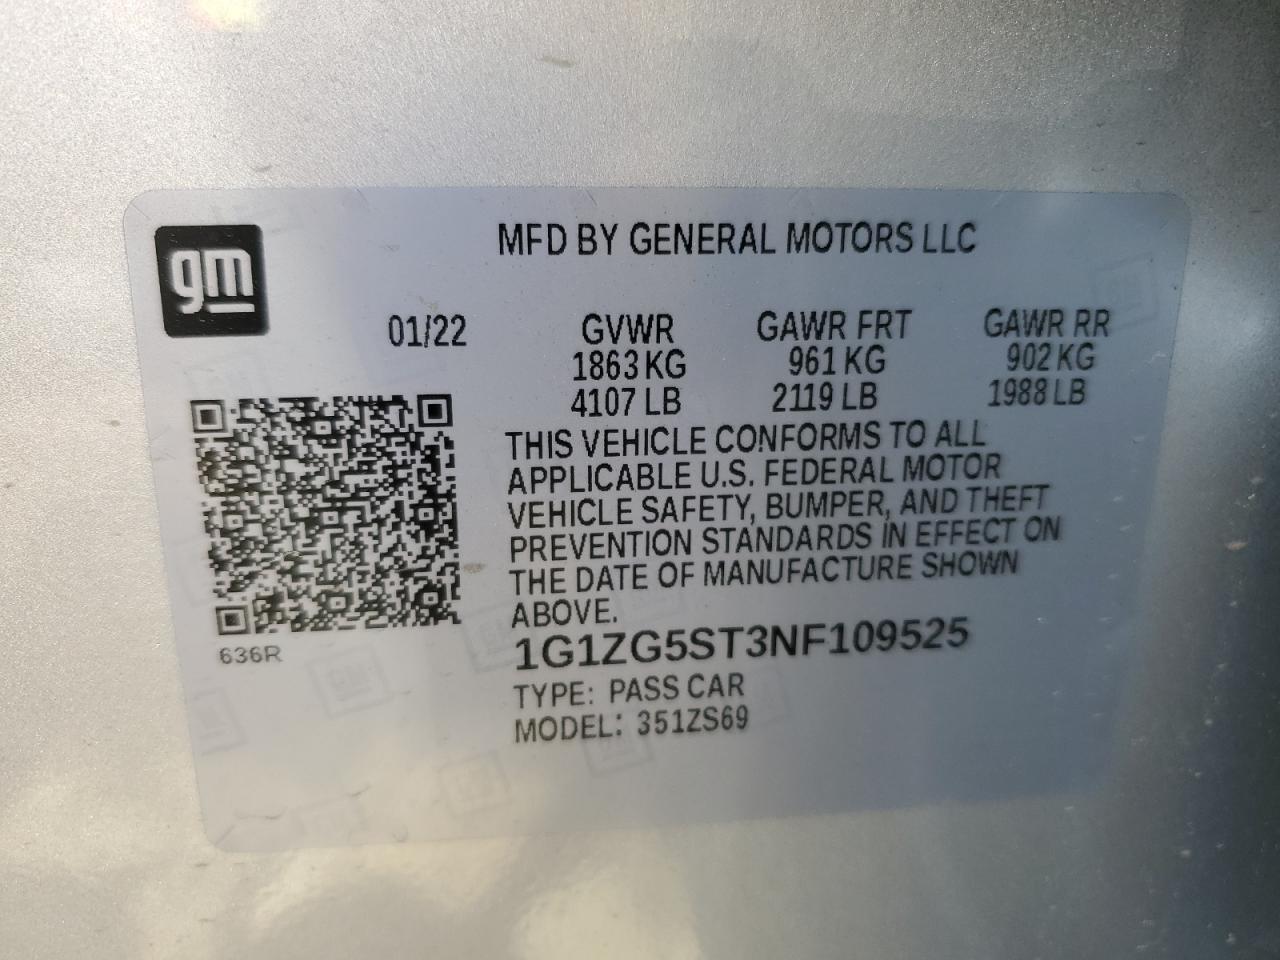 MFD BY GENERAL MOTORS LLC
gm
01/22 GVWR GAWR FRT GAWR RR
1863 KG 961 KG 902 KG
4107 LB 2119 LB 1988 LB
THIS VEHICLE CONFORMS TO ALL
APPLICABLE U.S. FEDERAL MOTOR
VEHICLE SAFETY, BUMPER, AND THEFT
PREVENTION STANDARDS IN EFFECT ON
THE DATE OF MANUFACTURE SHOWN
ABOVE.
636R
1G1ZG5ST3NF109525
TYPE: PASS CAR
MODEL: 351ZS69